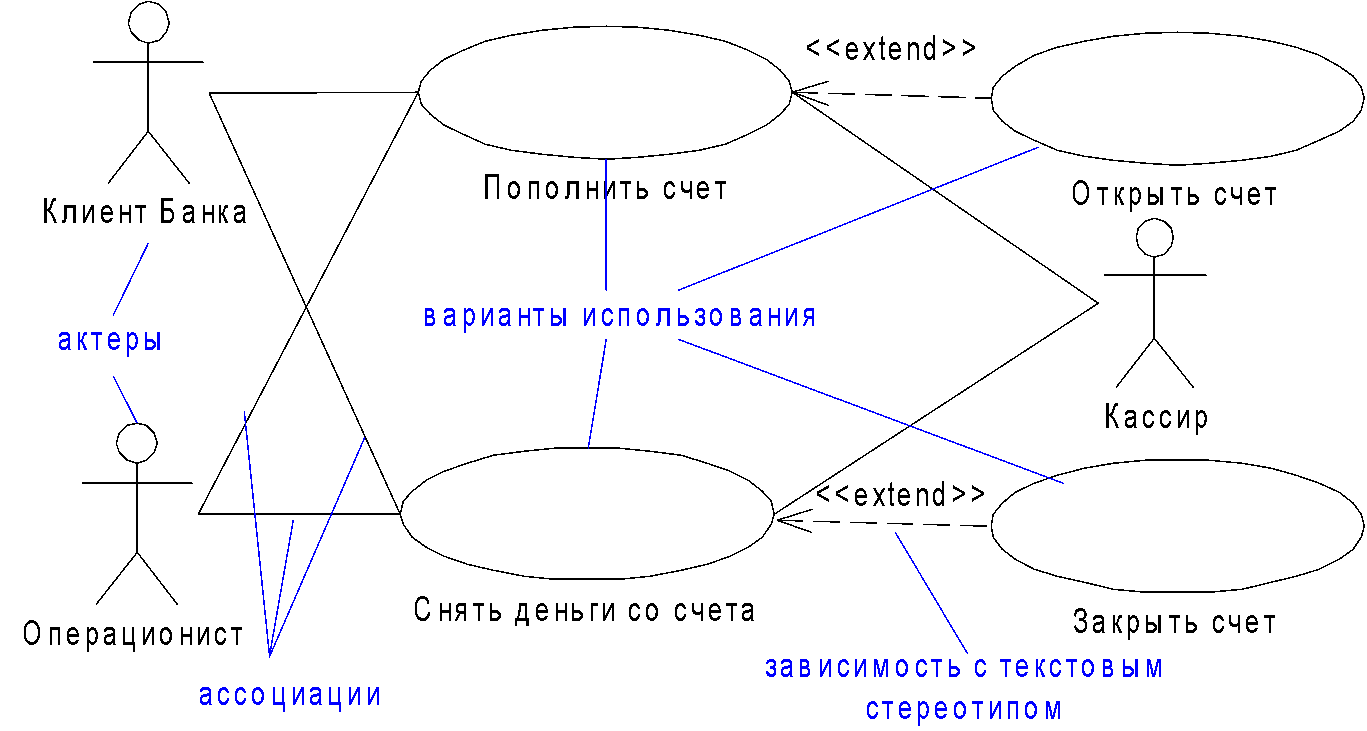 <<extend>>
Пополнить счет
Открыть счет
Клиент Банка
варианты использования
актеры
Кассир
<<extend>>
Снять деньги со счета
Закрыть счет
Операционист
зависимость с текстовым
стереотипом
ассоциации